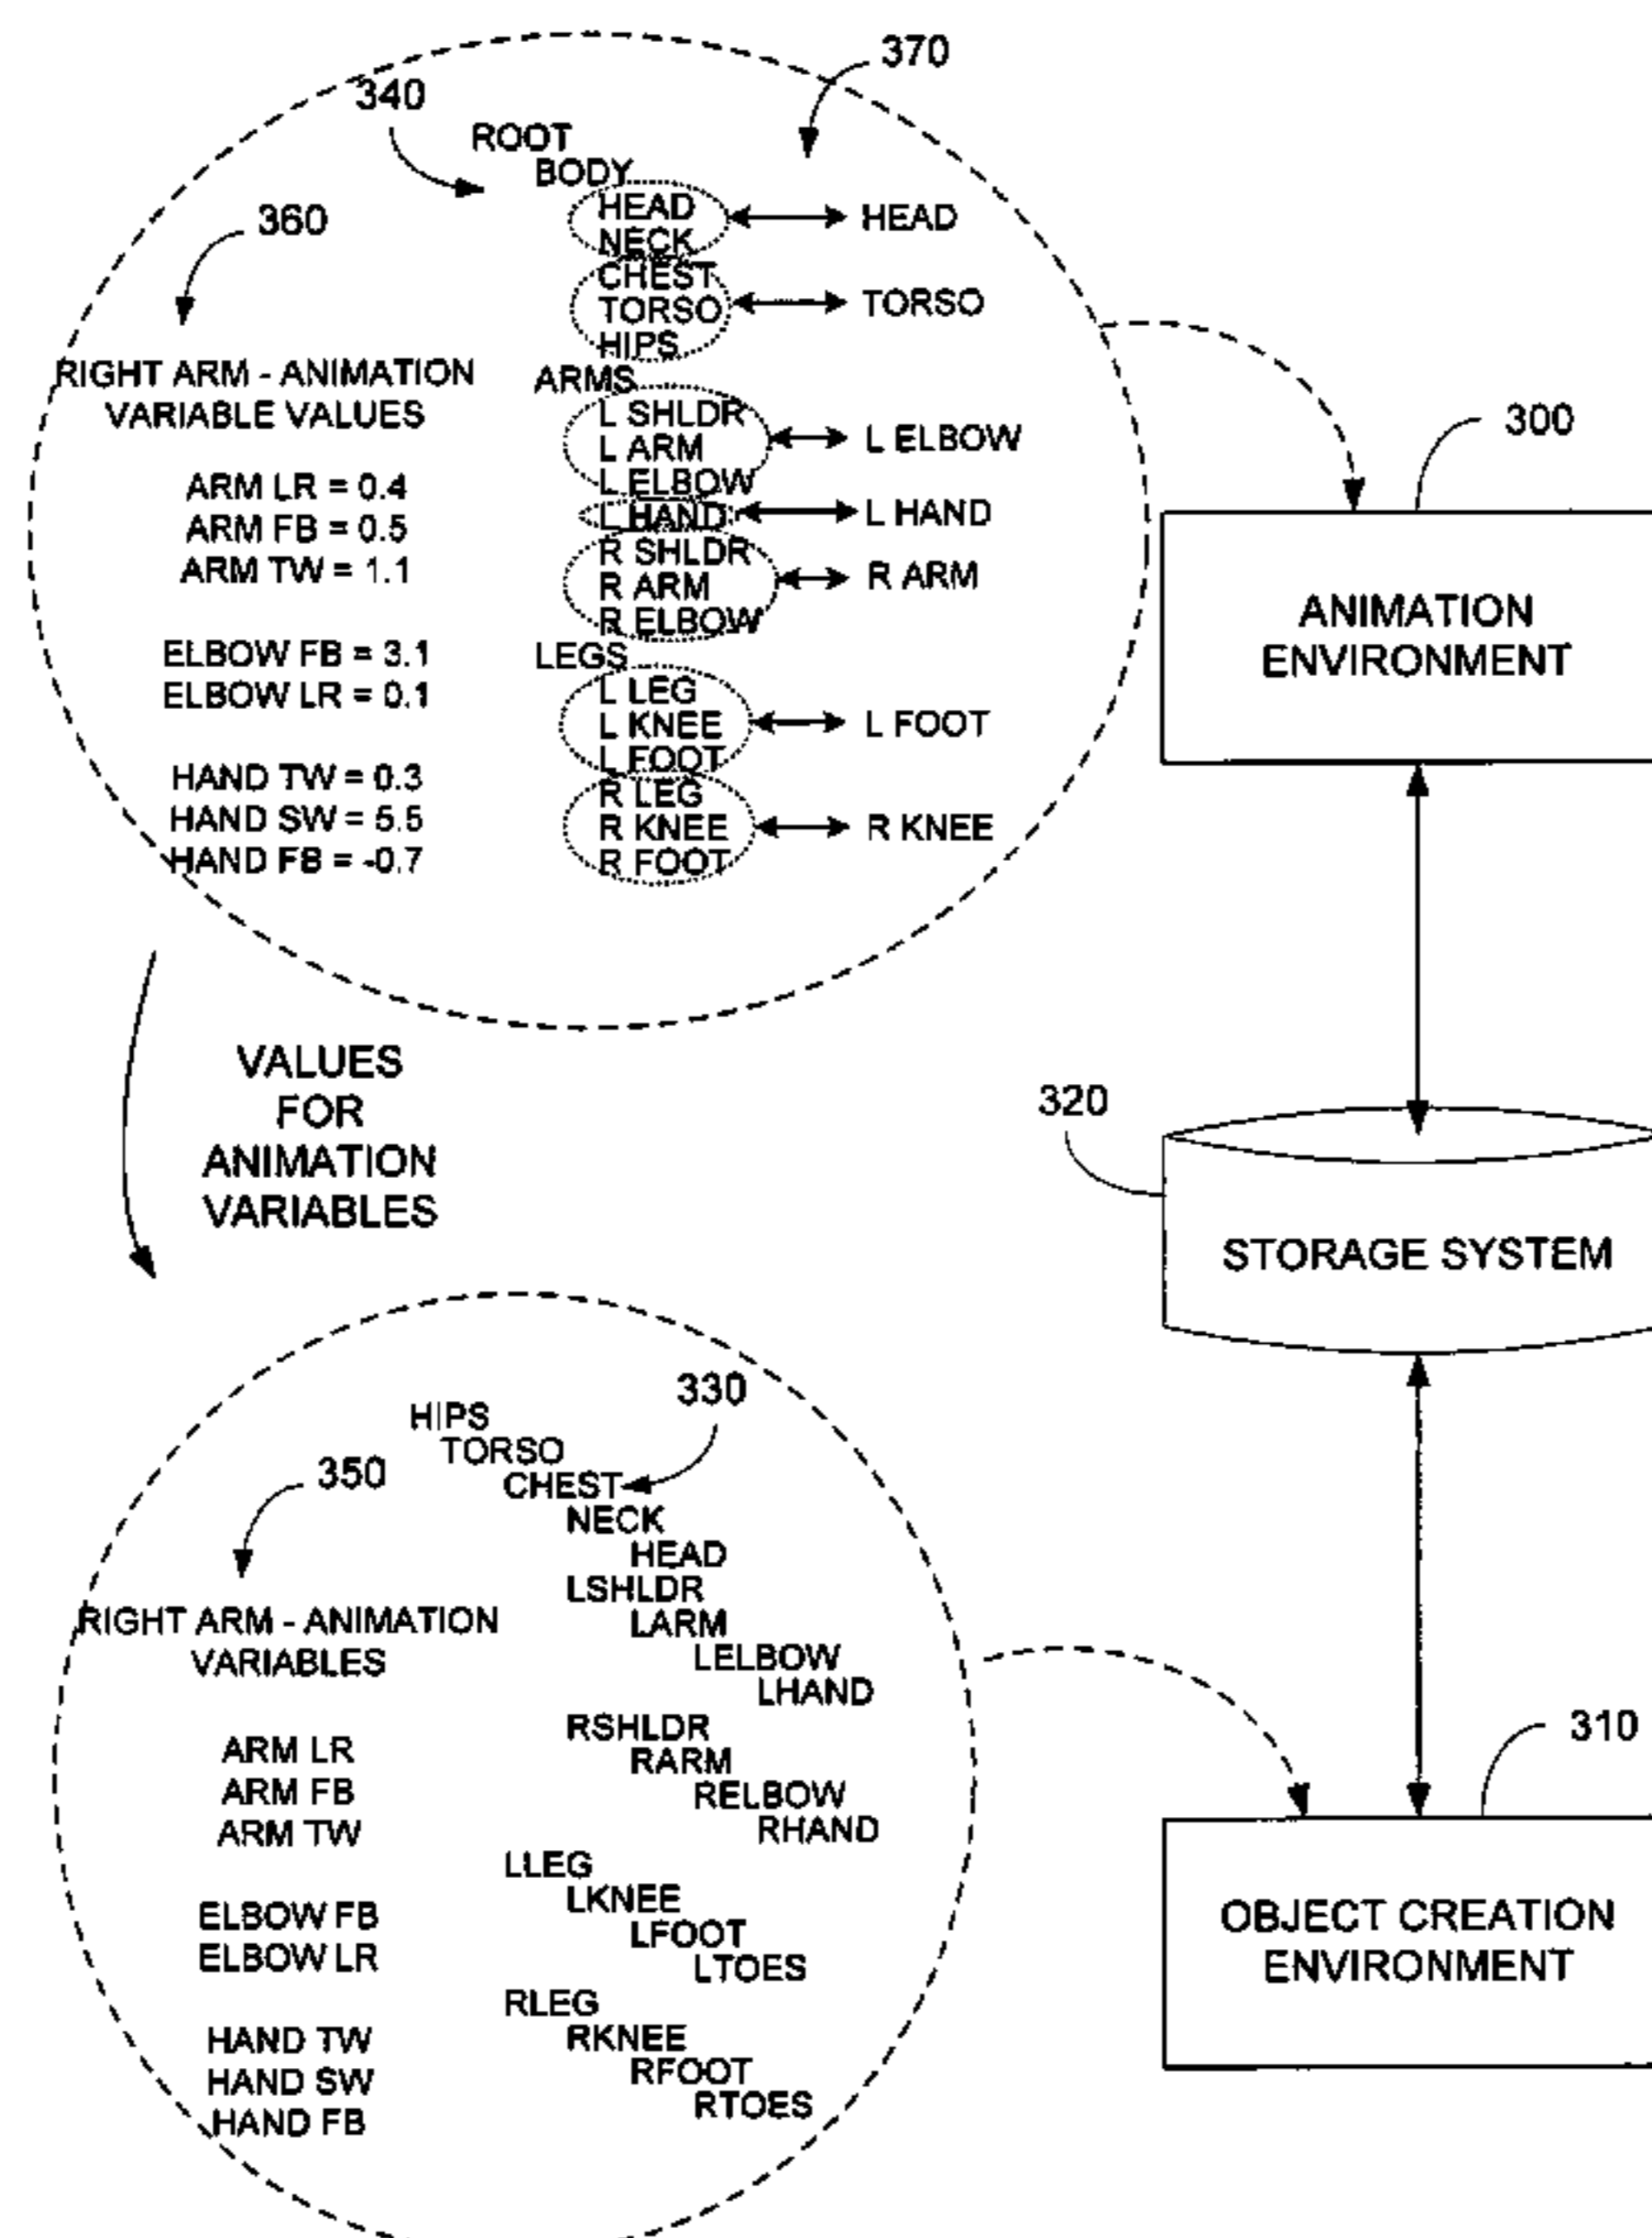 370
340
ROOT
BODY
HEAD
NECK
HEAD
360
CHEST
TORSO
HIPS
TORSO
RIGHT ARM - ANIMATION
VARIABLE VALUES
ARMS
L SHLDR
L ARM
L ELBOW
L ELBOW
L HAND
L HAND
R SHLDR
R ARM
R ELBOW
R ARM
LEGS
L LEG
L KNEE
L FOOT
L FOOT
R LEG
R KNEE
R FOOT
R KNEE
ARM LR = 0.4
ARM FB = 0.5
ARM TW = 1.1
ELBOW FB = 3.1
ELBOW LR = 0.1
HAND TW = 0.3
HAND SW = 5.5
HAND FB = -0.7
300
ANIMATION
ENVIRONMENT
VALUES
FOR
ANIMATION
VARIABLES
320
STORAGE SYSTEM
330
HIPS
TORSO
CHEST
NECK
HEAD
LSHLDR
LARM
LELBOW
LHAND
RSHLDR
RARM
RELBOW
RHAND
LLEG
LKNEE
LFOOT
LTOES
RLEG
RKNEE
RFOOT
RTOES
350
RIGHT ARM - ANIMATION
VARIABLES
ARM LR
ARM FB
ARM TW
ELBOW FB
ELBOW LR
HAND TW
HAND SW
HAND FB
310
OBJECT CREATION
ENVIRONMENT